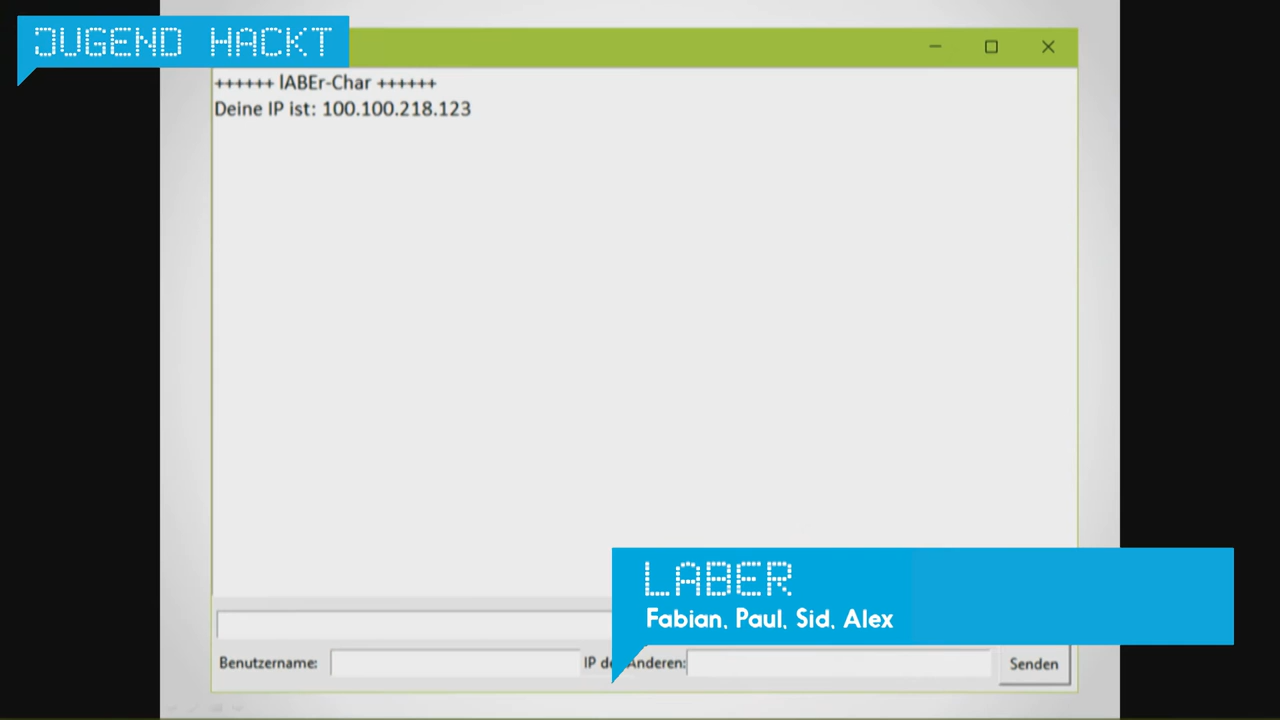 JUGEND HACKT
++++++ lABEr-Char ++++++
Deine IP ist: 100.100.218.123
LABER
Fabian, Paul, Sid, Alex
Benutzername:
IP de Anderen:
Senden